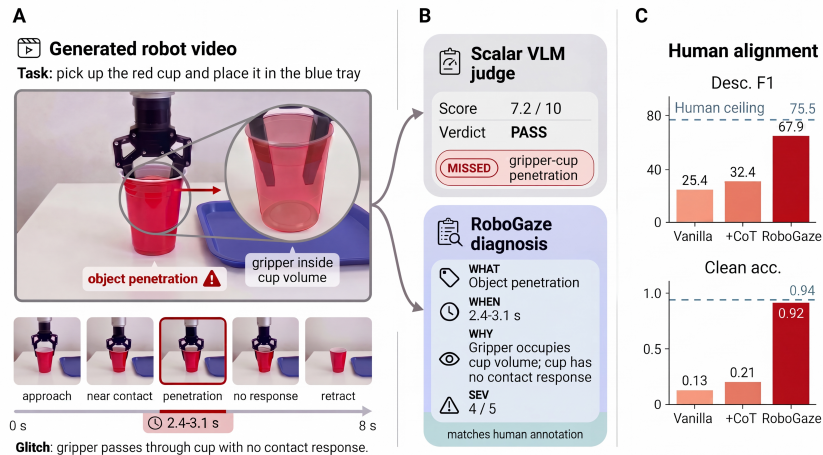 A
Generated robot video
Task: pick up the red cup and place it in the blue tray
object penetration
gripper inside
cup volume
approach
near contact
penetration
no response
retract
0 s
2.4-3.1 s
8 s
Glitch: gripper passes through cup with no contact response.
B
Scalar VLM
judge
Score 7.2 / 10
Verdict PASS
MISSED
gripper-cup
penetration
RoboGaze
diagnosis
WHAT
Object penetration
WHEN
2.4-3.1 s
WHY
Gripper occupies
cup volume; cup has
no contact response
SEV
4 / 5
matches human annotation
C
Human alignment
Desc. F1
80
40
0
Human ceiling 75.5
25.4
32.4
67.9
Vanilla
+CoT
RoboGaze
Clean acc.
1.0
0.5
0
0.94
0.13
0.21
0.92
Vanilla
+CoT
RoboGaze